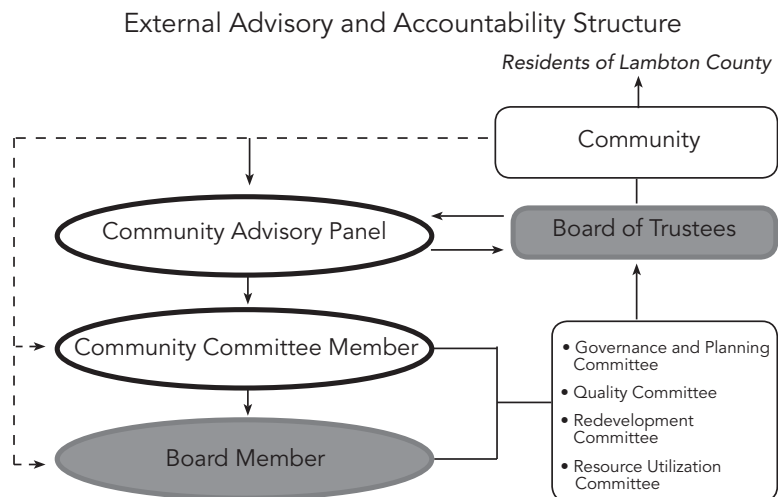 External Advisory and Accountability Structure
Residents of Lambton County
Community
Community Advisory Panel
Board of Trustees
Community Committee Member
Board Member
• Governance and Planning
Committee
• Quality Committee
• Redevelopment
Committee
• Resource Utilization
Committee